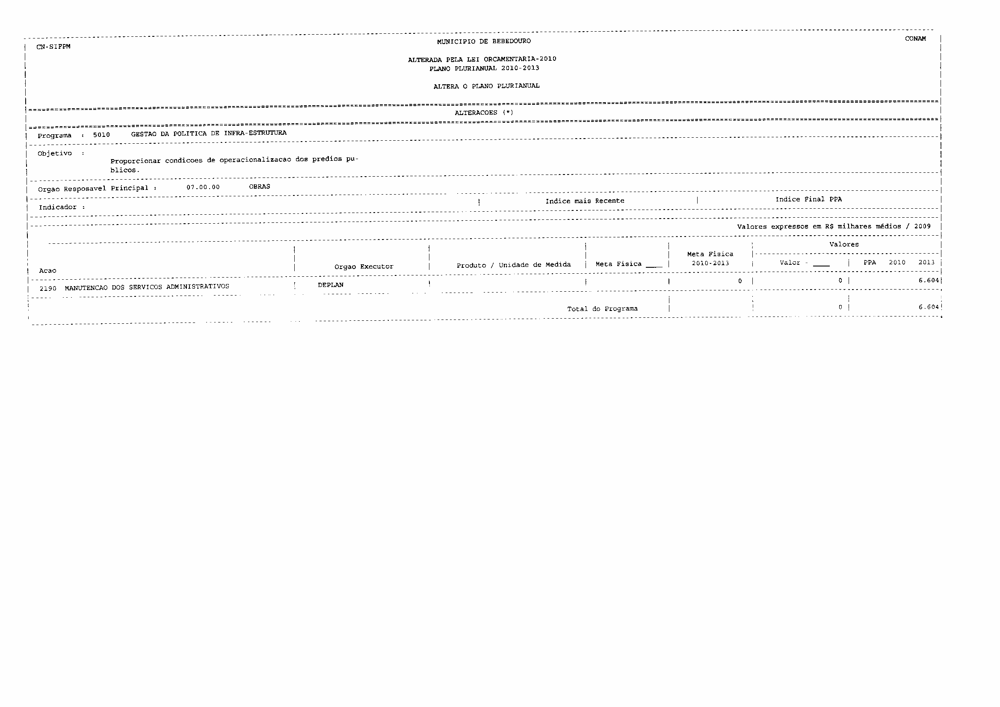 CN-SIFPM MUNICIPIO DE BEBEDOURO CONAM
ALTERADA PELA LEI ORCAMENTARIA-2010
PLANO PLURIANUAL 2010-2013
ALTERA O PLANO PLURIANUAL
ALTERACOES (*)
Programa : 5010 GESTAO DA POLITICA DE INFRA-ESTRUTURA
Objetivo :
Proporcionar condicoes de operacionalizacao dos predios pu-
blicos.
Orgao Resposavel Principal : 07.00.00 OBRAS
Indicador : | Indice mais Recente | Indice Final PPA
Valores expressos em R$ milhares médios / 2009
Valores
Meta Fisica
Acao | Orgao Executor | Produto / Unidade de Medida | Meta Fisica ____ | 2010-2013 | Valor - ____ | PPA 2010 2013
2190 MANUTENCAO DOS SERVICOS ADMINISTRATIVOS | DEPLAN | | | 0 | 0 | 6.604
Total do Programa | | 0 | 6.604